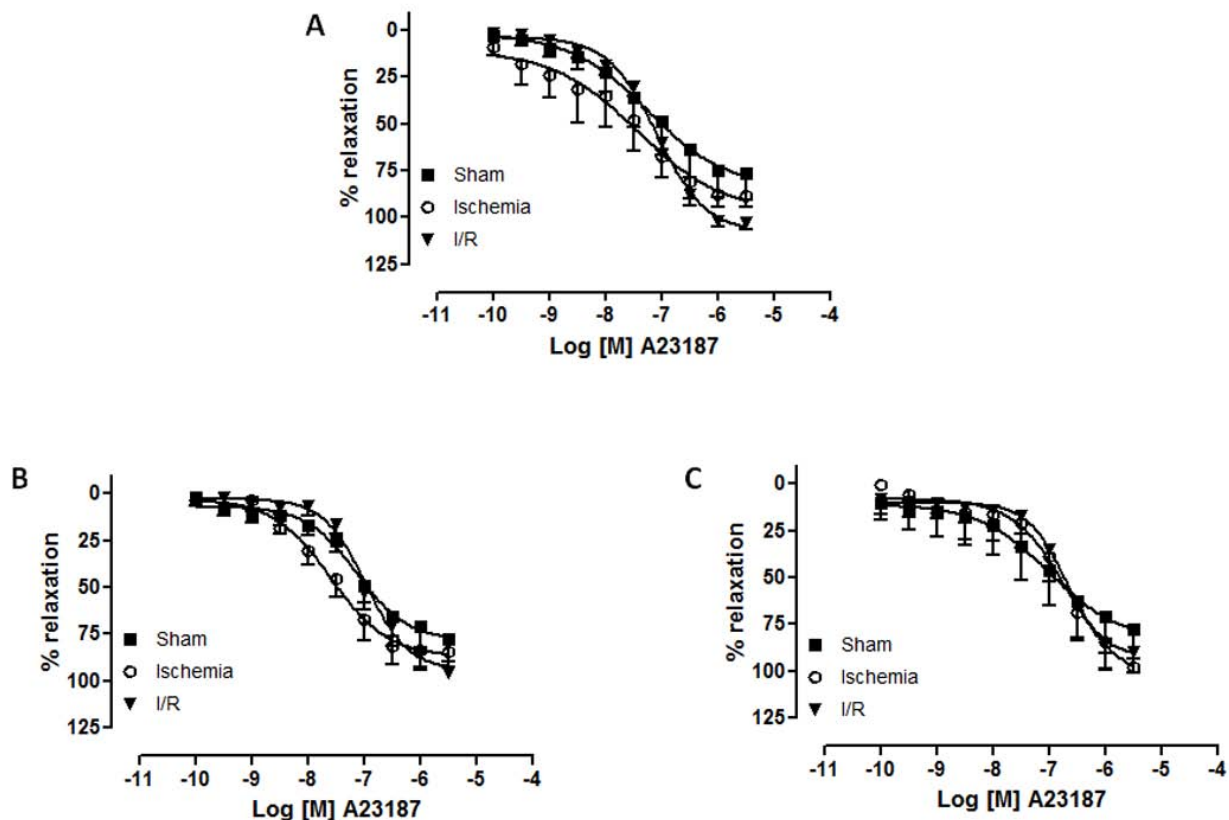 A
0
25
50
75
100
125
% relaxation
Sham
Ischemia
I/R
-11 -10 -9 -8 -7 -6 -5 -4
Log [M] A23187
B
0
25
50
75
100
125
% relaxation
Sham
Ischemia
I/R
-11 -10 -9 -8 -7 -6 -5 -4
Log [M] A23187
C
0
25
50
75
100
125
% relaxation
Sham
Ischemia
I/R
-11 -10 -9 -8 -7 -6 -5 -4
Log [M] A23187